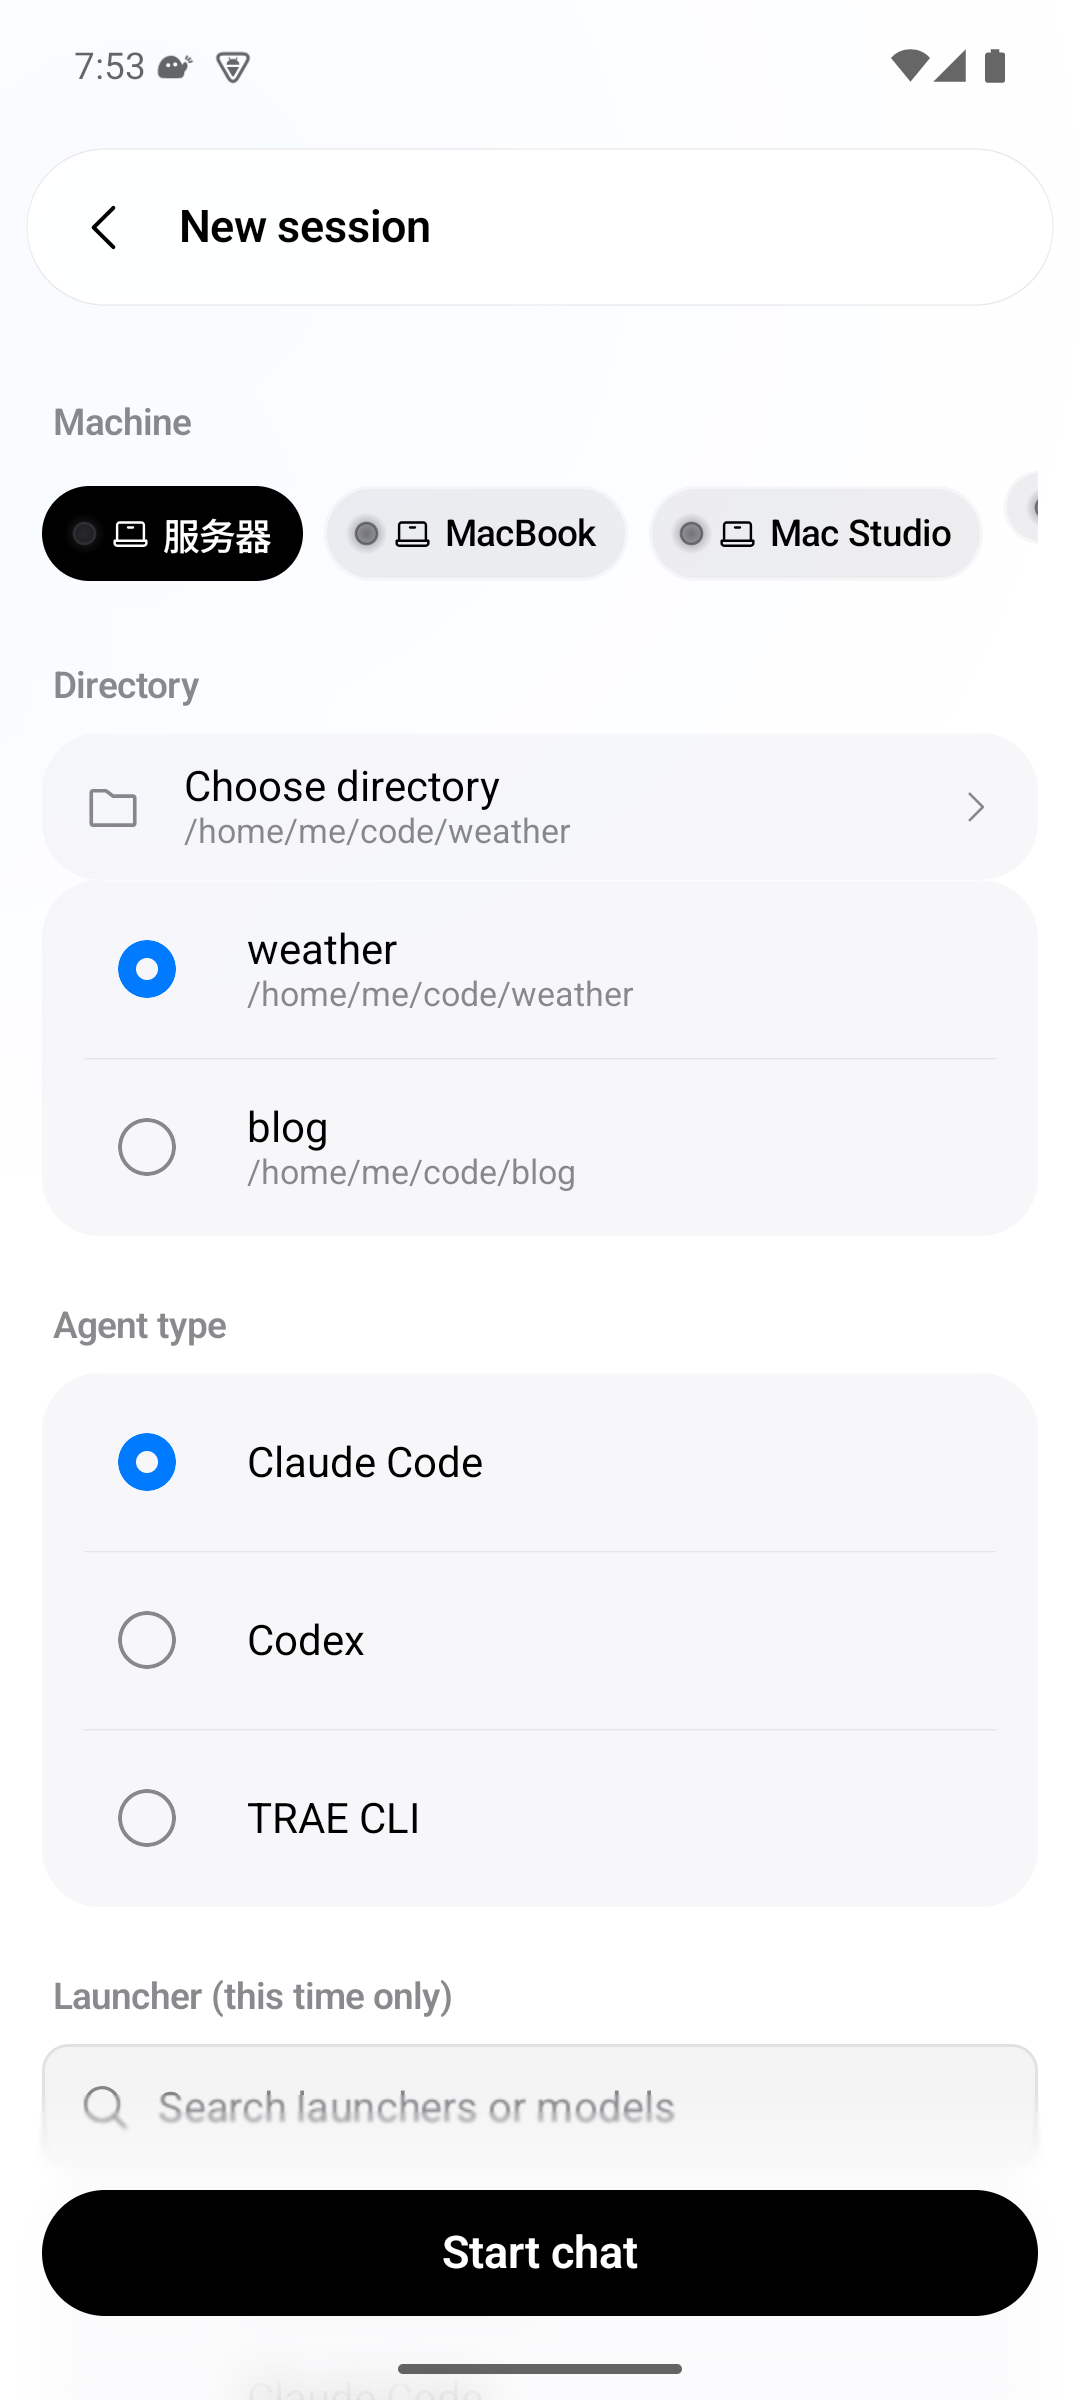 7:53
New session
Machine
服务器
MacBook
Mac Studio
Directory
Choose directory
/home/me/code/weather
weather
/home/me/code/weather
blog
/home/me/code/blog
Agent type
Claude Code
Codex
TRAE CLI
Launcher (this time only)
Search launchers or models
Start chat
Claude Code